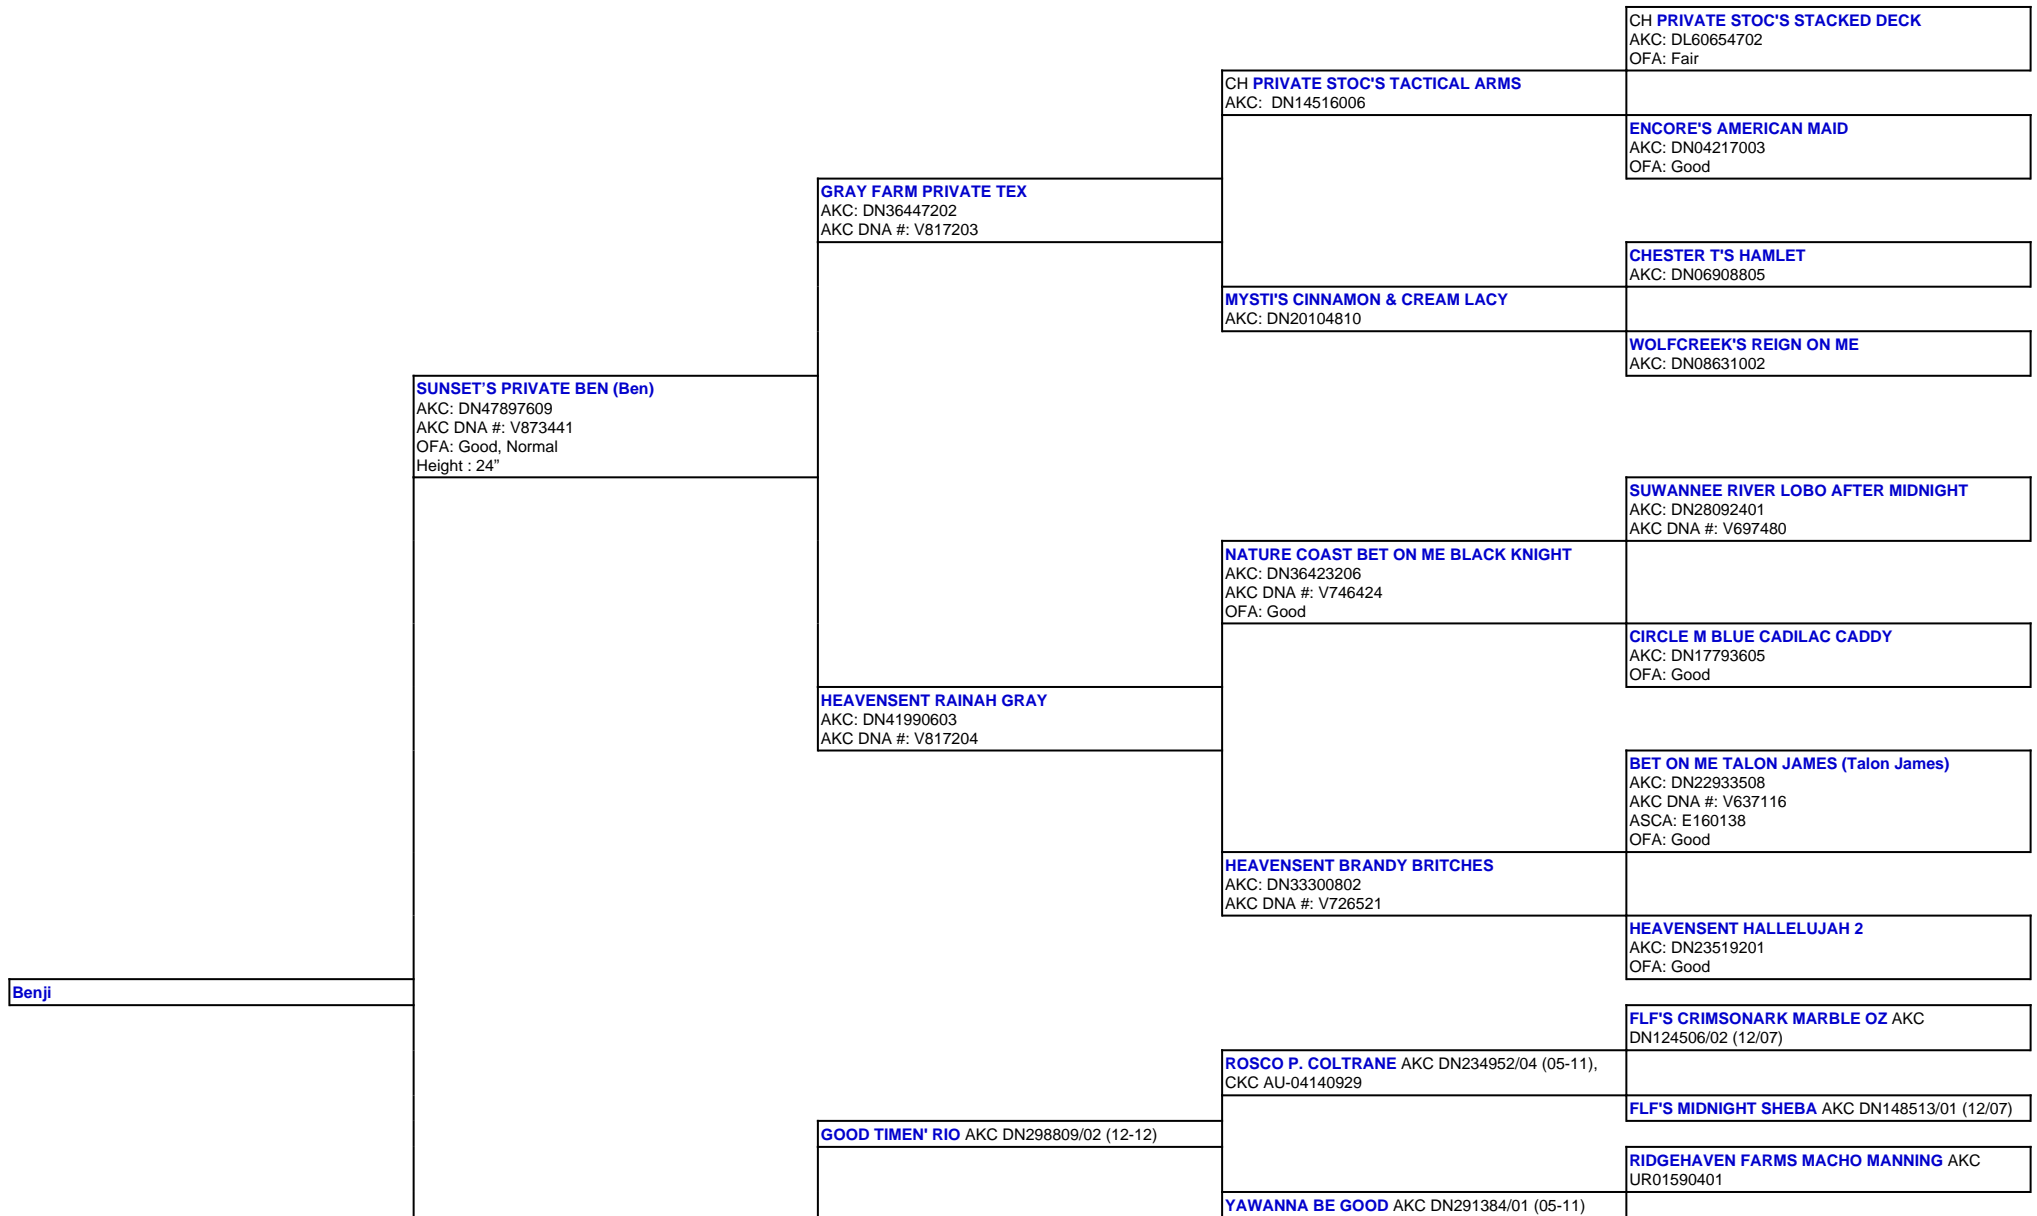 CH PRIVATE STOC'S STACKED DECK
AKC: DL60654702
OFA: Fair
CH PRIVATE STOC'S TACTICAL ARMS
AKC:  DN14516006
ENCORE'S AMERICAN MAID
AKC: DN04217003
OFA: Good
GRAY FARM PRIVATE TEX
AKC: DN36447202
AKC DNA #: V817203
CHESTER T'S HAMLET
AKC: DN06908805
MYSTI'S CINNAMON & CREAM LACY
AKC: DN20104810
WOLFCREEK'S REIGN ON ME
AKC: DN08631002
SUNSET’S PRIVATE BEN (Ben)
AKC: DN47897609
AKC DNA #: V873441
OFA: Good, Normal
Height : 24”
SUWANNEE RIVER LOBO AFTER MIDNIGHT
AKC: DN28092401
AKC DNA #: V697480
NATURE COAST BET ON ME BLACK KNIGHT
AKC: DN36423206
AKC DNA #: V746424
OFA: Good
CIRCLE M BLUE CADILAC CADDY
AKC: DN17793605
OFA: Good
HEAVENSENT RAINAH GRAY
AKC: DN41990603
AKC DNA #: V817204
BET ON ME TALON JAMES (Talon James)
AKC: DN22933508
AKC DNA #: V637116
ASCA: E160138
OFA: Good
HEAVENSENT BRANDY BRITCHES
AKC: DN33300802
AKC DNA #: V726521
HEAVENSENT HALLELUJAH 2
AKC: DN23519201
OFA: Good
Benji
FLF'S CRIMSONARK MARBLE OZ AKC
DN124506/02 (12/07)
ROSCO P. COLTRANE AKC DN234952/04 (05-11),
CKC AU-04140929
FLF'S MIDNIGHT SHEBA AKC DN148513/01 (12/07)
GOOD TIMEN' RIO AKC DN298809/02 (12-12)
RIDGEHAVEN FARMS MACHO MANNING AKC
UR01590401
YAWANNA BE GOOD AKC DN291384/01 (05-11)